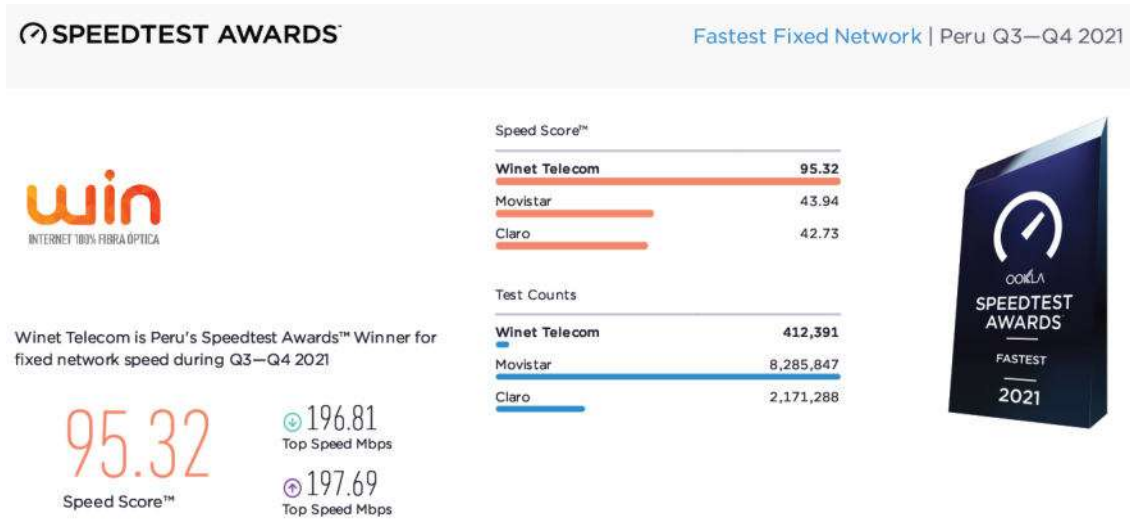 SPEEDTEST AWARDS
Fastest Fixed Network | Peru Q3—Q4 2021
win
INTERNET 100% FIBRA ÓPTICA
Winet Telecom is Peru's Speedtest Awards™ Winner for
fixed network speed during Q3—Q4 2021
95.32
Speed Score™
196.81
Top Speed Mbps
197.69
Top Speed Mbps
Speed Score™
Winet Telecom 95.32
Movistar 43.94
Claro 42.73
Test Counts
Winet Telecom 412,391
Movistar 8,285,847
Claro 2,171,288
OOKLA
SPEEDTEST
AWARDS
FASTEST
2021